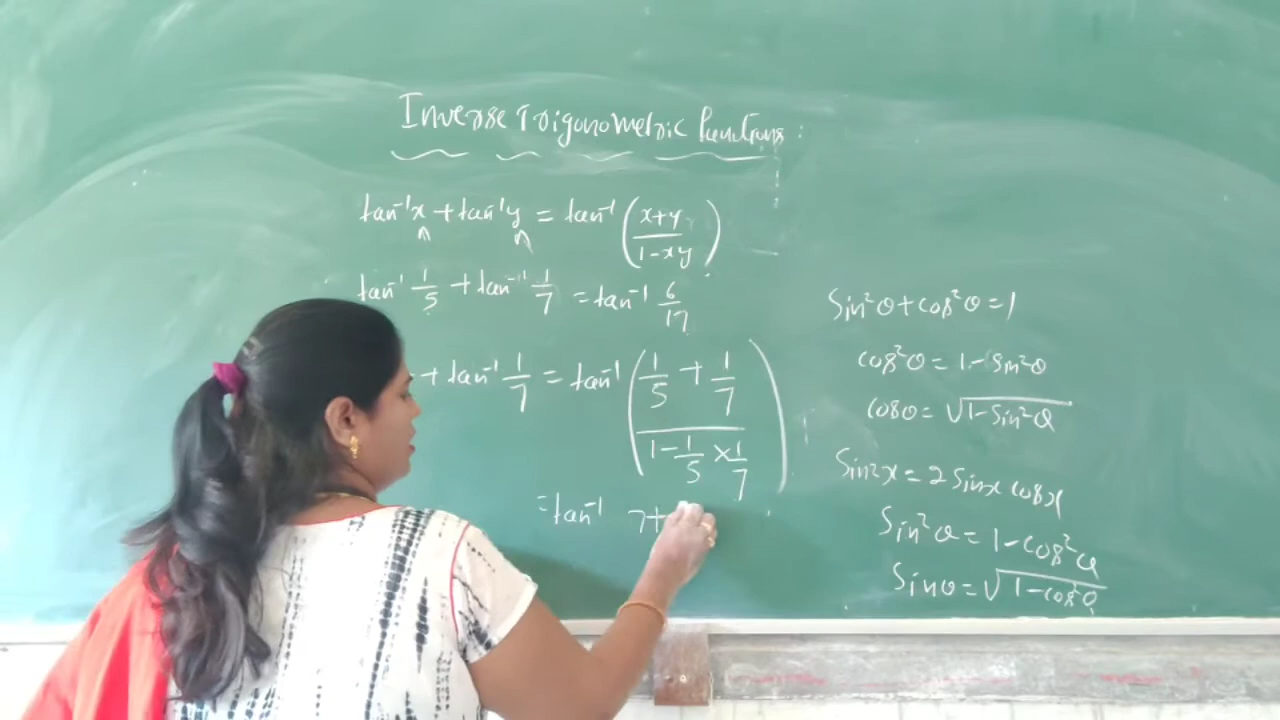 Inverse Trigonometric Functions:
tan⁻¹x + tan⁻¹y = tan⁻¹((x+y)/(1-xy))
tan⁻¹ 1/5 + tan⁻¹ 1/7 = tan⁻¹ 6/17
+ tan⁻¹ 1/7 = tan⁻¹((1/5 + 1/7)/(1 - 1/5 × 1/7))
= tan⁻¹ 7+
Sin²θ + cos²θ = 1
cos²θ = 1 - Sin²θ
cosθ = √(1 - Sin²θ)
Sin2x = 2 Sinx cosx
Sin²θ = 1 - cos²θ
Sinθ = √(1 - cos²θ)